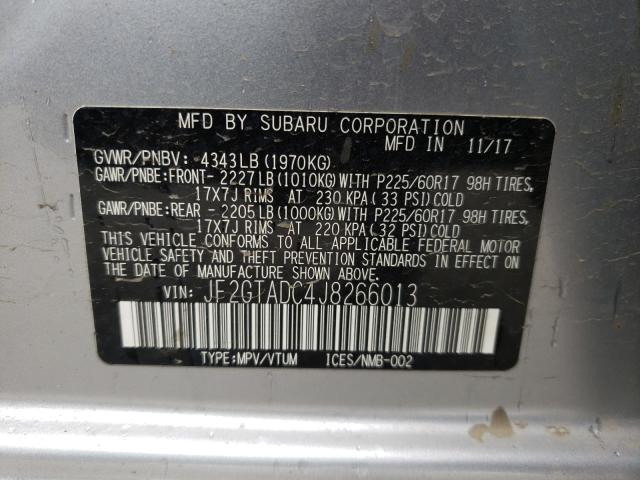 MFD BY SUBARU CORPORATION
MFD IN 11/17
GVWR/PNBV: 4343LB (1970KG)
GAWR/PNBE:FRONT- 2227LB (1010KG) WITH P225/60R17 98H TIRES,
17X7J RIMS AT 230 KPA (33 PSI) COLD
GAWR/PNBE:REAR - 2205LB (1000KG) WITH P225/60R17 98H TIRES,
17X7J RIMS AT 220 KPA (32 PSI) COLD
THIS VEHICLE CONFORMS TO ALL APPLICABLE FEDERAL MOTOR
VEHICLE SAFETY AND THEFT PREVENTION STANDARDS IN EFFECT
ON THE DATE OF MANUFACTURE SHOWN ABOVE.
VIN: JF2GTADC4J8266013
TYPE:MPV/VTUM ICES/NMB-002